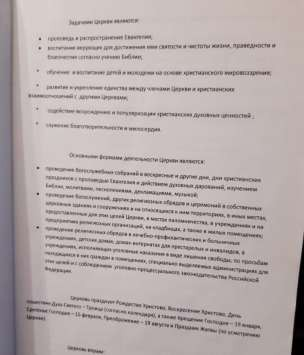 Задачами Церкви являются:
• проповедь и распространение Евангелия;
• воспитание верующих для достижения ими святости и чистоты жизни, праведности и
благочестия согласно учению Библии;
• обучение и воспитание детей и молодежи на основе христианского мировоззрения;
• развитие и укрепление единства между членами Церкви и христианских
взаимоотношений с другими Церквами;
• содействие возрождению и популяризации христианских духовных ценностей ;
• служение благотворительности и милосердия.
Основными формами деятельности Церкви являются:
• проведение богослужебных собраний в воскресные и другие дни, дни христианских
праздников с проповедью Евангелия и действием духовных дарований, изучением
Библии, молитвами, песнопениями, декламациями, музыкой;
• проведение богослужений, других религиозных обрядов и церемоний в собственных
церковных зданиях и сооружениях и на относящихся к ним территориях, в иных местах,
предоставленных для этих целей Церкви, в местах паломничества, в учреждениях и на
предприятиях религиозных организаций, на кладбищах, а также в жилых помещениях;
• проведение религиозных обрядов в лечебно-профилактических и больничных
учреждениях, детских домах, домах-интернатах для престарелых и инвалидов, в
учреждениях, исполняющих уголовные наказания в виде лишения свободы, по просьбам
находящихся в них граждан в помещениях, специально выделяемых администрацией для
этих целей и с соблюдением уголовно-процессуального законодательства Российской
Федерации.
Церковь празднует Рождество Христово, Воскресение Христово, День
сошествия Духа Святого – Троица (согласно календарю), а также Крещение Господне – 19 января,
Сретение Господне – 15 февраля, Преображение – 19 августа и Праздник Жатвы (по усмотрению
Церкви).
Церковь вправе: